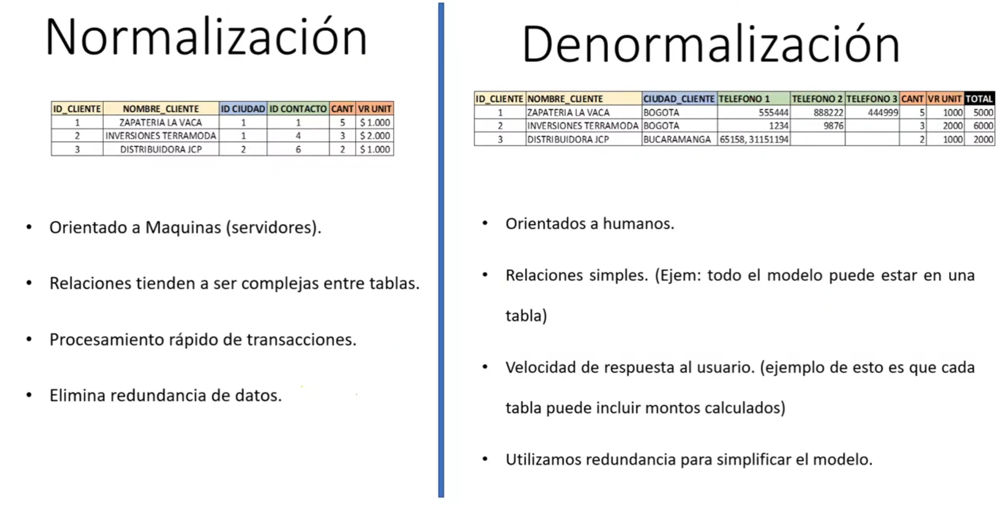 Normalización
ID_CLIENTE NOMBRE_CLIENTE ID CIUDAD ID CONTACTO CANT VR UNIT
1 ZAPATERIA LA VACA 1 1 5 $ 1.000
2 INVERSIONES TERRAMODA 1 4 3 $ 2.000
3 DISTRIBUIDORA JCP 2 6 2 $ 1.000
• Orientado a Maquinas (servidores).
• Relaciones tienden a ser complejas entre tablas.
• Procesamiento rápido de transacciones.
• Elimina redundancia de datos.
Denormalización
ID_CLIENTE NOMBRE_CLIENTE CIUDAD_CLIENTE TELEFONO 1 TELEFONO 2 TELEFONO 3 CANT VR UNIT TOTAL
1 ZAPATERIA LA VACA BOGOTA 555444 888222 444999 5 1000 5000
2 INVERSIONES TERRAMODA BOGOTA 1234 9876 3 2000 6000
3 DISTRIBUIDORA JCP BUCARAMANGA 65158, 31151194 2 1000 2000
• Orientados a humanos.
• Relaciones simples. (Ejem: todo el modelo puede estar en una
tabla)
• Velocidad de respuesta al usuario. (ejemplo de esto es que cada
tabla puede incluir montos calculados)
• Utilizamos redundancia para simplificar el modelo.